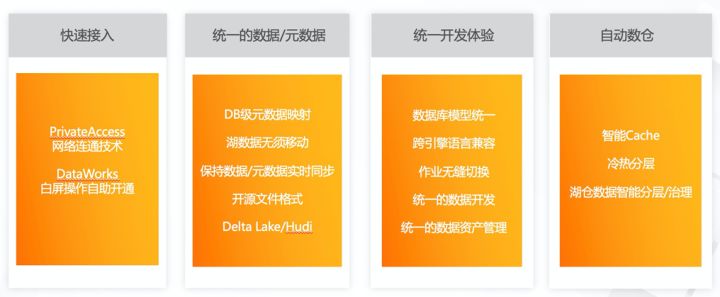 快速接入
PrivateAccess
网络连通技术
DataWorks
白屏操作自助开通
统一的数据/元数据
DB级元数据映射
湖数据无须移动
保持数据/元数据实时同步
开源文件格式
Delta Lake/Hudi
统一开发体验
数据库模型统一
跨引擎语言兼容
作业无缝切换
统一的数据开发
统一的数据资产管理
自动数仓
智能Cache
冷热分层
湖仓数据智能分层/治理